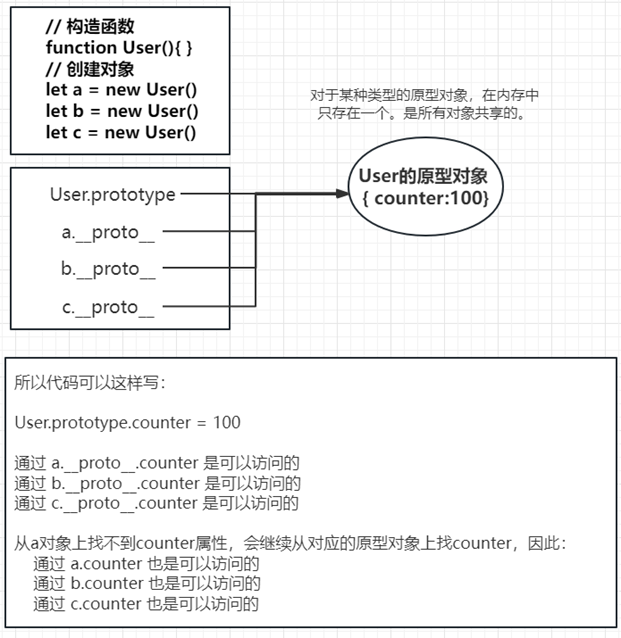 // 构造函数
function User(){ }
// 创建对象
let a = new User()
let b = new User()
let c = new User()
对于某种类型的原型对象，在内存中
只存在一个。是所有对象共享的。
User的原型对象
{ counter:100}
User.prototype
a.__proto__
b.__proto__
c.__proto__
所以代码可以这样写：
User.prototype.counter = 100
通过 a.__proto__.counter 是可以访问的
通过 b.__proto__.counter 是可以访问的
通过 c.__proto__.counter 是可以访问的
从a对象上找不到counter属性，会继续从对应的原型对象上找counter，因此：
通过 a.counter 也是可以访问的
通过 b.counter 也是可以访问的
通过 c.counter 也是可以访问的